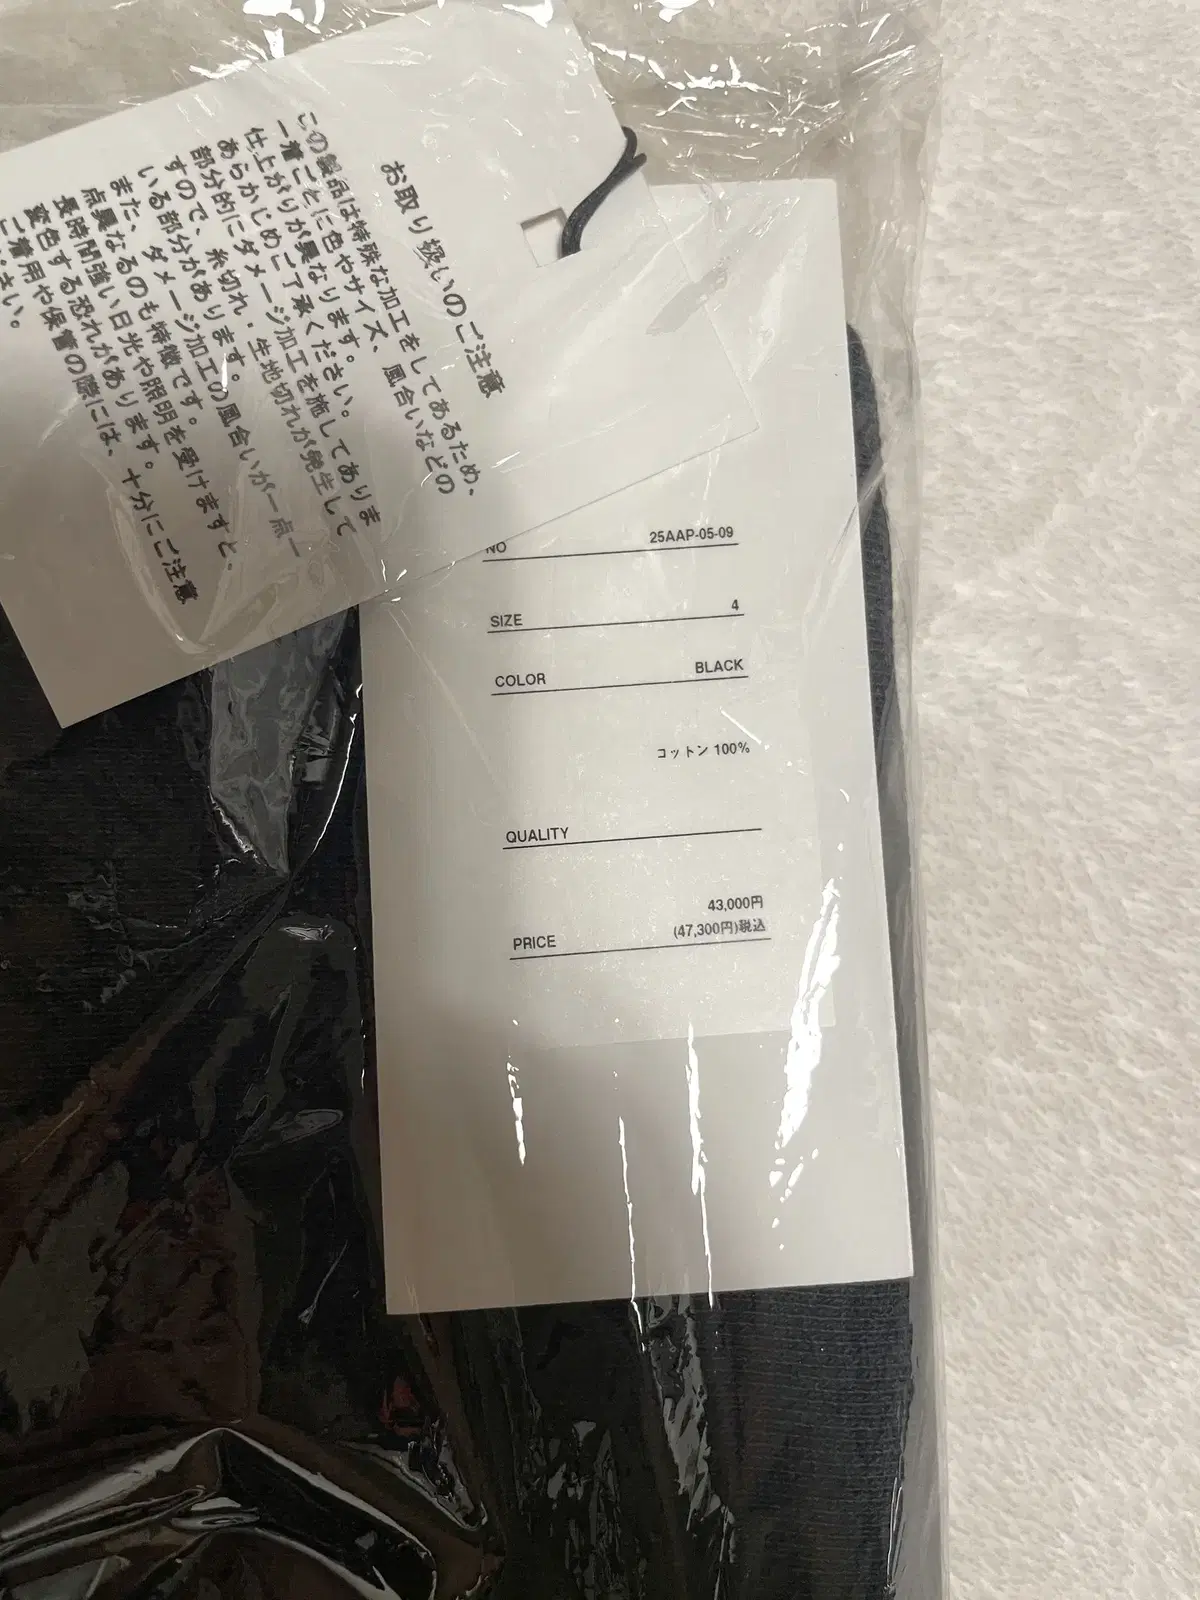 お取り扱いのご注意
この製品は特殊な加工をしてあるため、
一着ごとに色やサイズ、風合いなどの
仕上がりが異なります。
あらかじめご了承ください。
部分的にダメージ加工を施してありま
すので、糸切れ・生地切れが発生して
いる部分があります。
また、ダメージ加工の風合いが一点一
点異なるのも特徴です。
長時間強い日光や照明を受けますと、
変色する恐れがあります。
ご着用や保管の際には、十分にご注意
ください。
NO 25AAP-05-09
SIZE 4
COLOR BLACK
コットン 100%
QUALITY
43,000円
PRICE (47,300円)税込